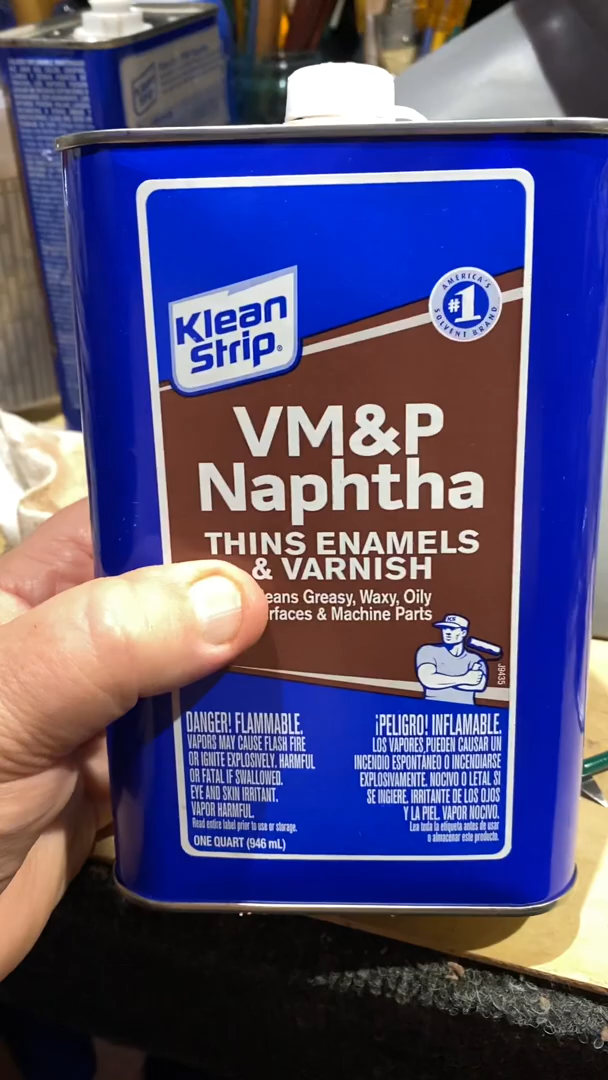 Klean
Strip®
AMERICA'S
#1
SOLVENT BRAND
VM&P
Naphtha
THINS ENAMELS
& VARNISH
Greasy, Waxy, Oily
& Machine Parts
KS
J9435
DANGER! FLAMMABLE.
VAPORS MAY CAUSE FLASH FIRE
OR IGNITE EXPLOSIVELY. HARMFUL
OR FATAL IF SWALLOWED.
EYE AND SKIN IRRITANT.
VAPOR HARMFUL.
Read entire label prior to use or storage.
ONE QUART (946 mL)
¡PELIGRO! INFLAMABLE.
LOS VAPORES PUEDEN CAUSAR UN
INCENDIO ESPONTÁNEO O INCENDIARSE
EXPLOSIVAMENTE. NOCIVO O LETAL SI
SE INGIERE. IRRITANTE DE LOS OJOS
Y LA PIEL. VAPOR NOCIVO.
Lea toda la etiqueta antes de usar
o almacenar este producto.